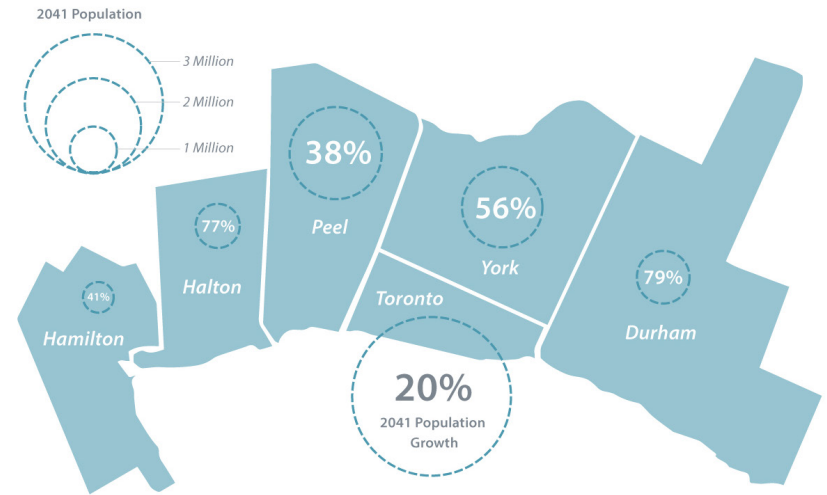 2041 Population
3 Million
2 Million
1 Million
38%
Peel
56%
York
77%
Halton
79%
Durham
41%
Hamilton
Toronto
20%
2041 Population
Growth